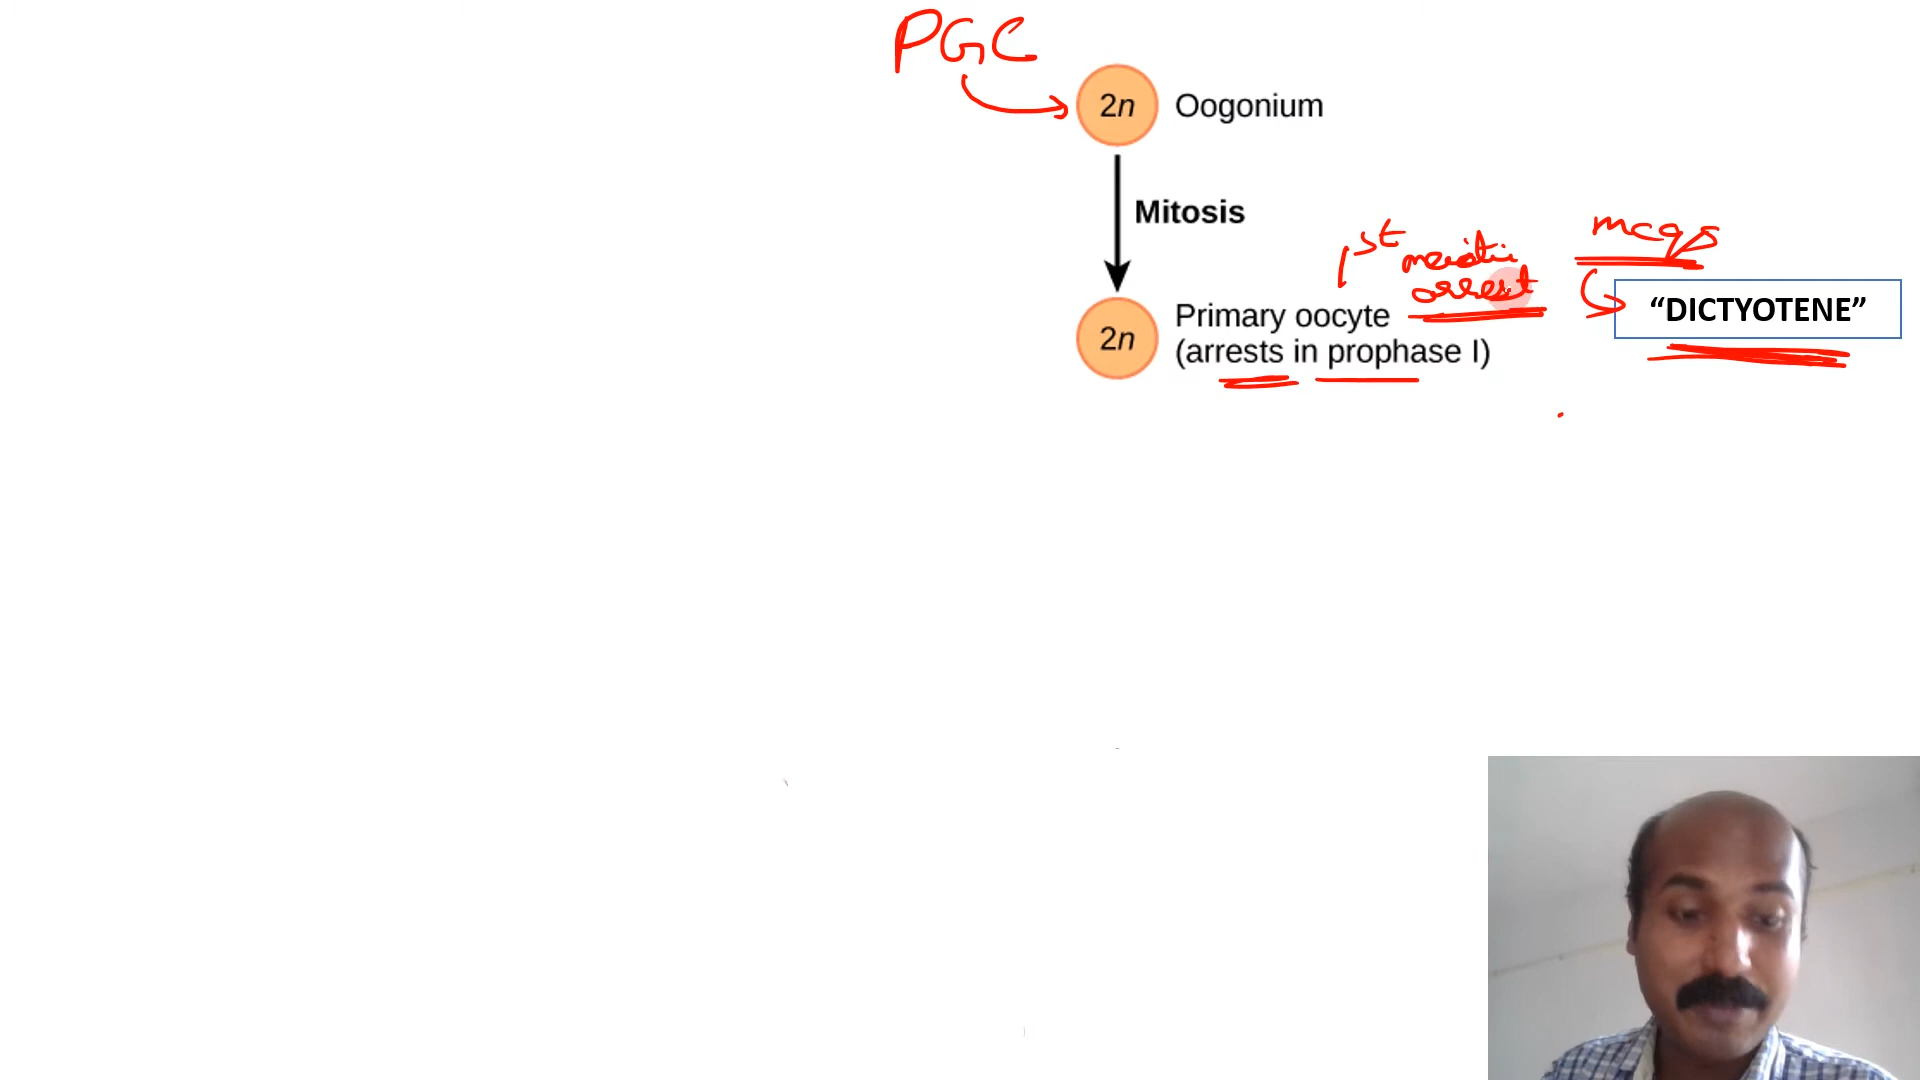 PGC
2n Oogonium
Mitosis
1st meiotic
arrest
mcqs
"DICTYOTENE"
2n Primary oocyte
(arrests in prophase I)